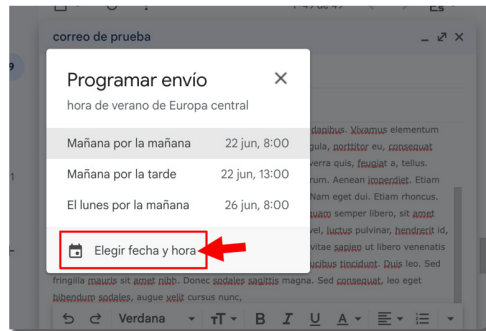 correo de prueba
Programar envío
hora de verano de Europa central
dapibus. Vivamus elementum
Mañana por la mañana 22 jun, 8:00
gula, porttitor eu, consequat
verra quis, feugiat a, tellus.
Mañana por la tarde 22 jun, 13:00
rum. Aenean imperdiet. Etiam
Nam eget dui. Etiam rhoncus.
El lunes por la mañana 26 jun, 8:00
quam semper libero, sit amet
vel, luctus pulvinar, hendrerit id,
Elegir fecha y hora
vitae sapien ut libero venenatis
faucibus tincidunt. Duis leo. Sed
fringilla mauris sit amet nibh. Donec sodales sagittis magna. Sed consequat, leo eget
bibendum sodales, augue velit cursus nunc,
Verdana